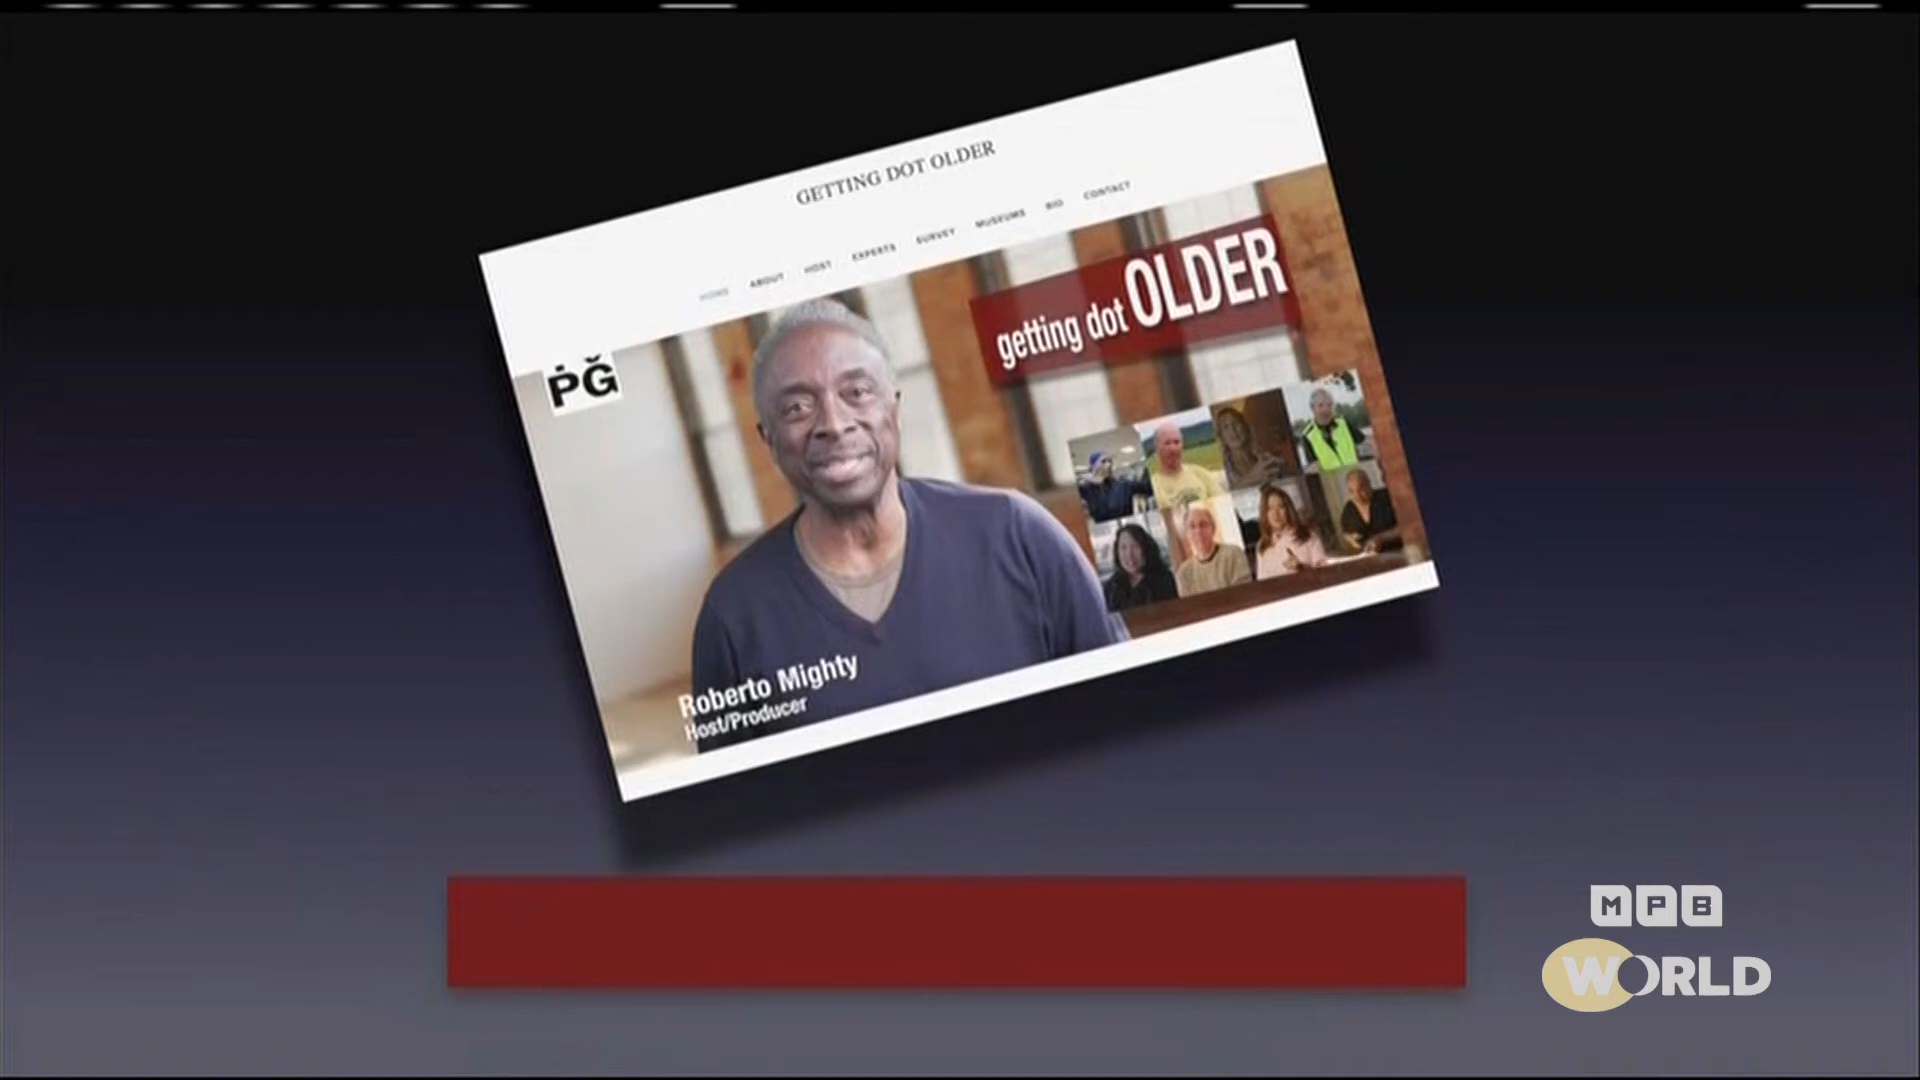 GETTING DOT OLDER
HOME ABOUT HOST EXPERTS SURVEY MUSEUMS BIO CONTACT
getting dot OLDER
ṖĞ
Roberto Mighty
Host/Producer
MPB
WORLD